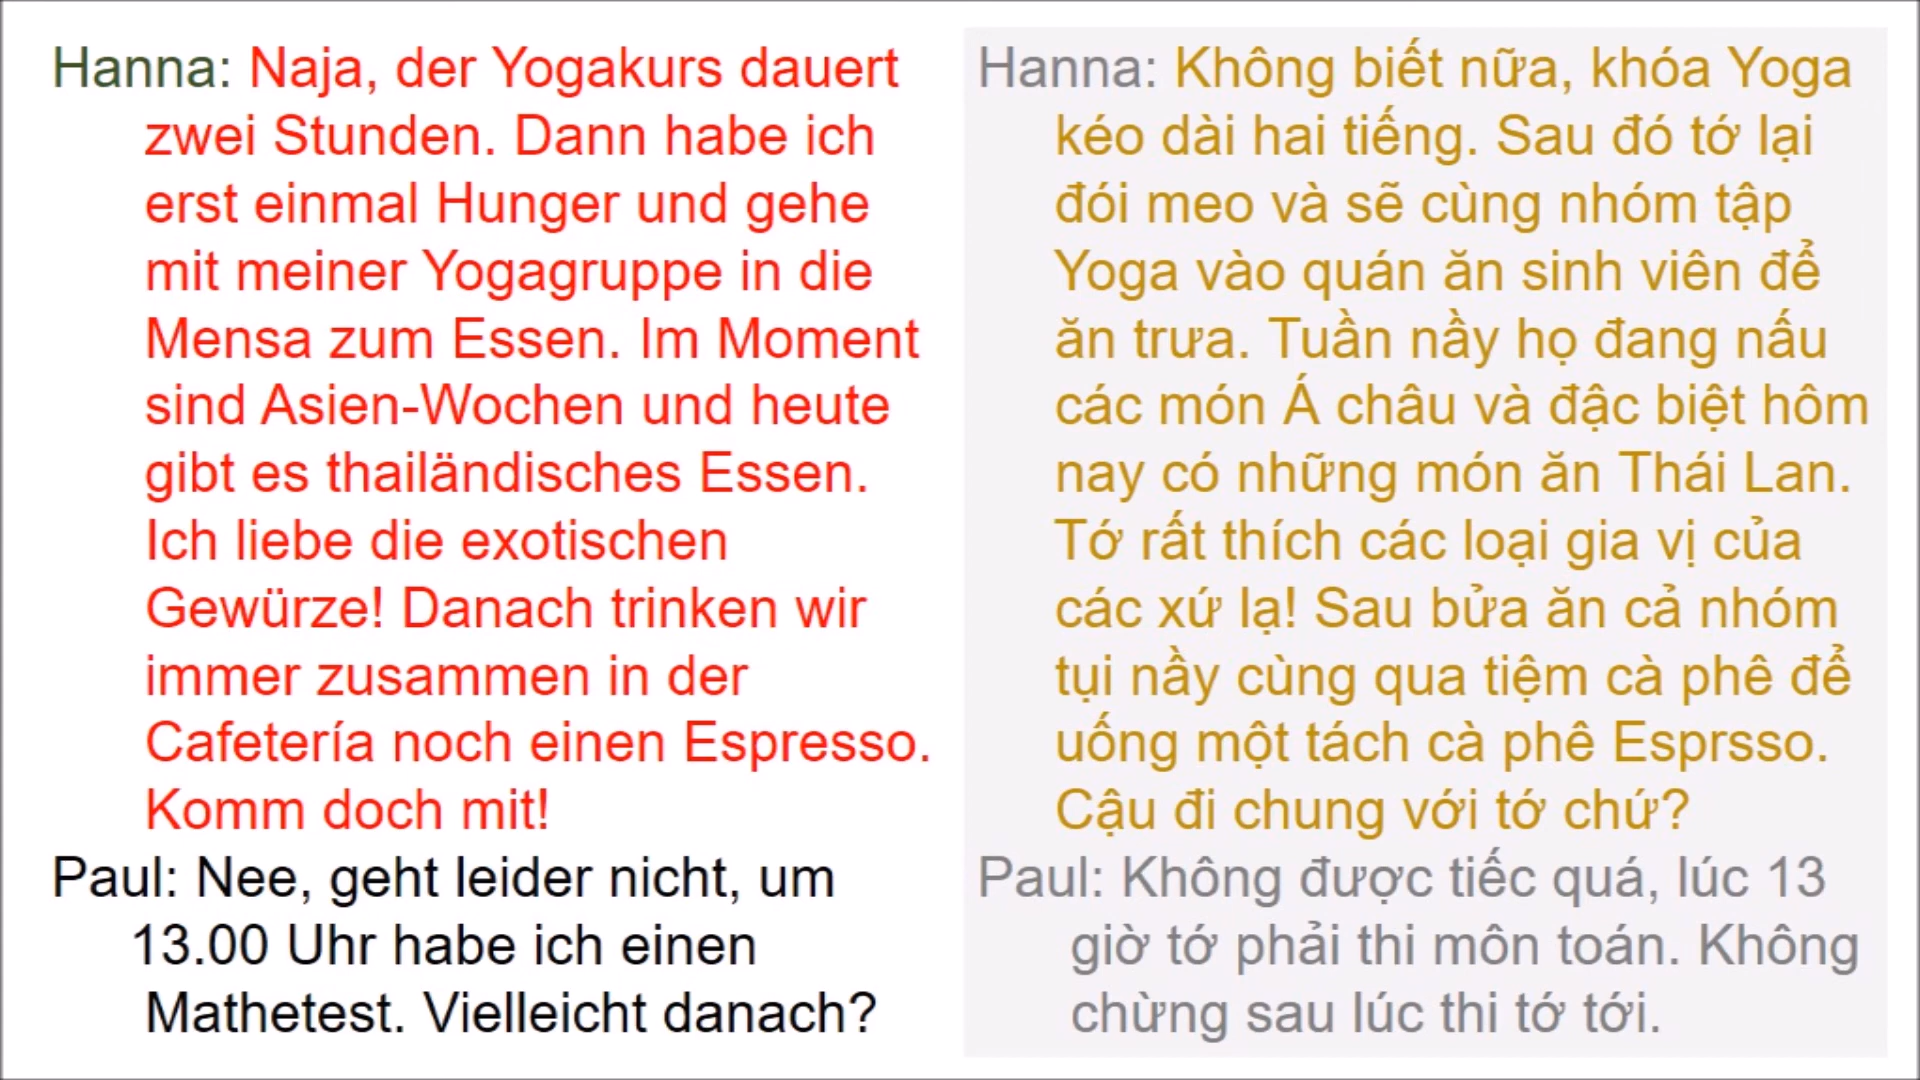 Hanna: Naja, der Yogakurs dauert
zwei Stunden. Dann habe ich
erst einmal Hunger und gehe
mit meiner Yogagruppe in die
Mensa zum Essen. Im Moment
sind Asien-Wochen und heute
gibt es thailändisches Essen.
Ich liebe die exotischen
Gewürze! Danach trinken wir
immer zusammen in der
Cafetería noch einen Espresso.
Komm doch mit!
Paul: Nee, geht leider nicht, um
13.00 Uhr habe ich einen
Mathetest. Vielleicht danach?
Hanna: Không biết nữa, khóa Yoga
kéo dài hai tiếng. Sau đó tớ lại
đói meo và sẽ cùng nhóm tập
Yoga vào quán ăn sinh viên để
ăn trưa. Tuần nầy họ đang nấu
các món Á châu và đặc biệt hôm
nay có những món ăn Thái Lan.
Tớ rất thích các loại gia vị của
các xứ lạ! Sau bửa ăn cả nhóm
tụi nầy cùng qua tiệm cà phê để
uống một tách cà phê Esprsso.
Cậu đi chung với tớ chứ?
Paul: Không được tiếc quá, lúc 13
giờ tớ phải thi môn toán. Không
chừng sau lúc thi tớ tới.